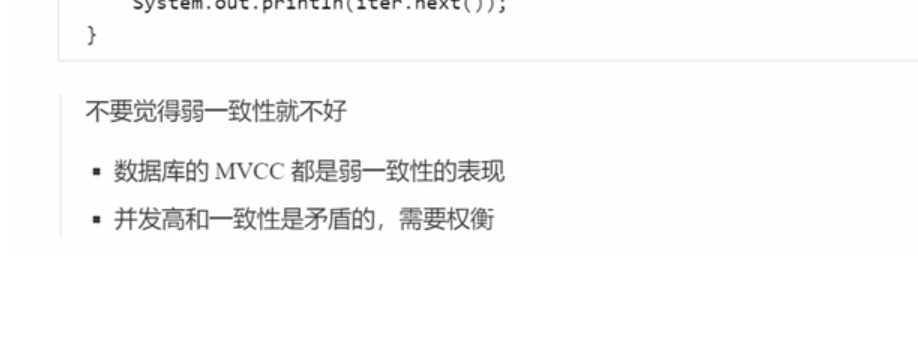 System.out.println(iter.next());
}
不要觉得弱一致性就不好
▪ 数据库的 MVCC 都是弱一致性的表现
▪ 并发高和一致性是矛盾的，需要权衡